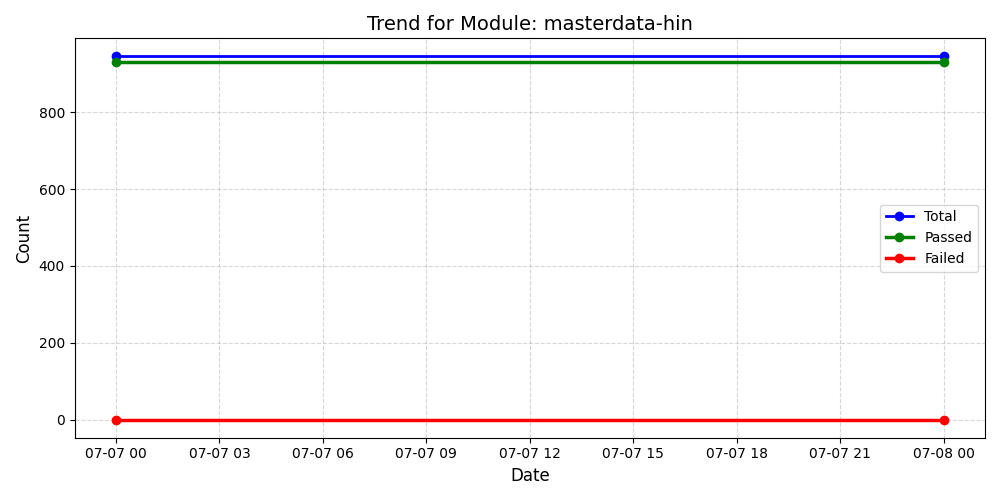 Trend for Module: masterdata-hin
Count
800
600
400
200
0
Total
Passed
Failed
07-07 00 07-07 03 07-07 06 07-07 09 07-07 12 07-07 15 07-07 18 07-07 21 07-08 00
Date